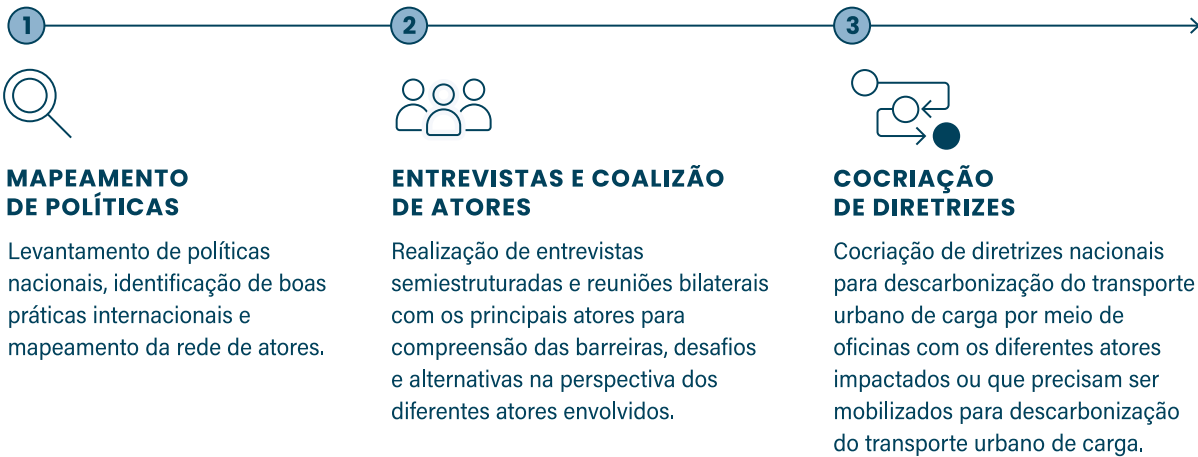 1
2
3
MAPEAMENTO
DE POLÍTICAS
Levantamento de políticas
nacionais, identificação de boas
práticas internacionais e
mapeamento da rede de atores.
ENTREVISTAS E COALIZÃO
DE ATORES
Realização de entrevistas
semiestruturadas e reuniões bilaterais
com os principais atores para
compreensão das barreiras, desafios
e alternativas na perspectiva dos
diferentes atores envolvidos.
COCRIAÇÃO
DE DIRETRIZES
Cocriação de diretrizes nacionais
para descarbonização do transporte
urbano de carga por meio de
oficinas com os diferentes atores
impactados ou que precisam ser
mobilizados para descarbonização
do transporte urbano de carga.